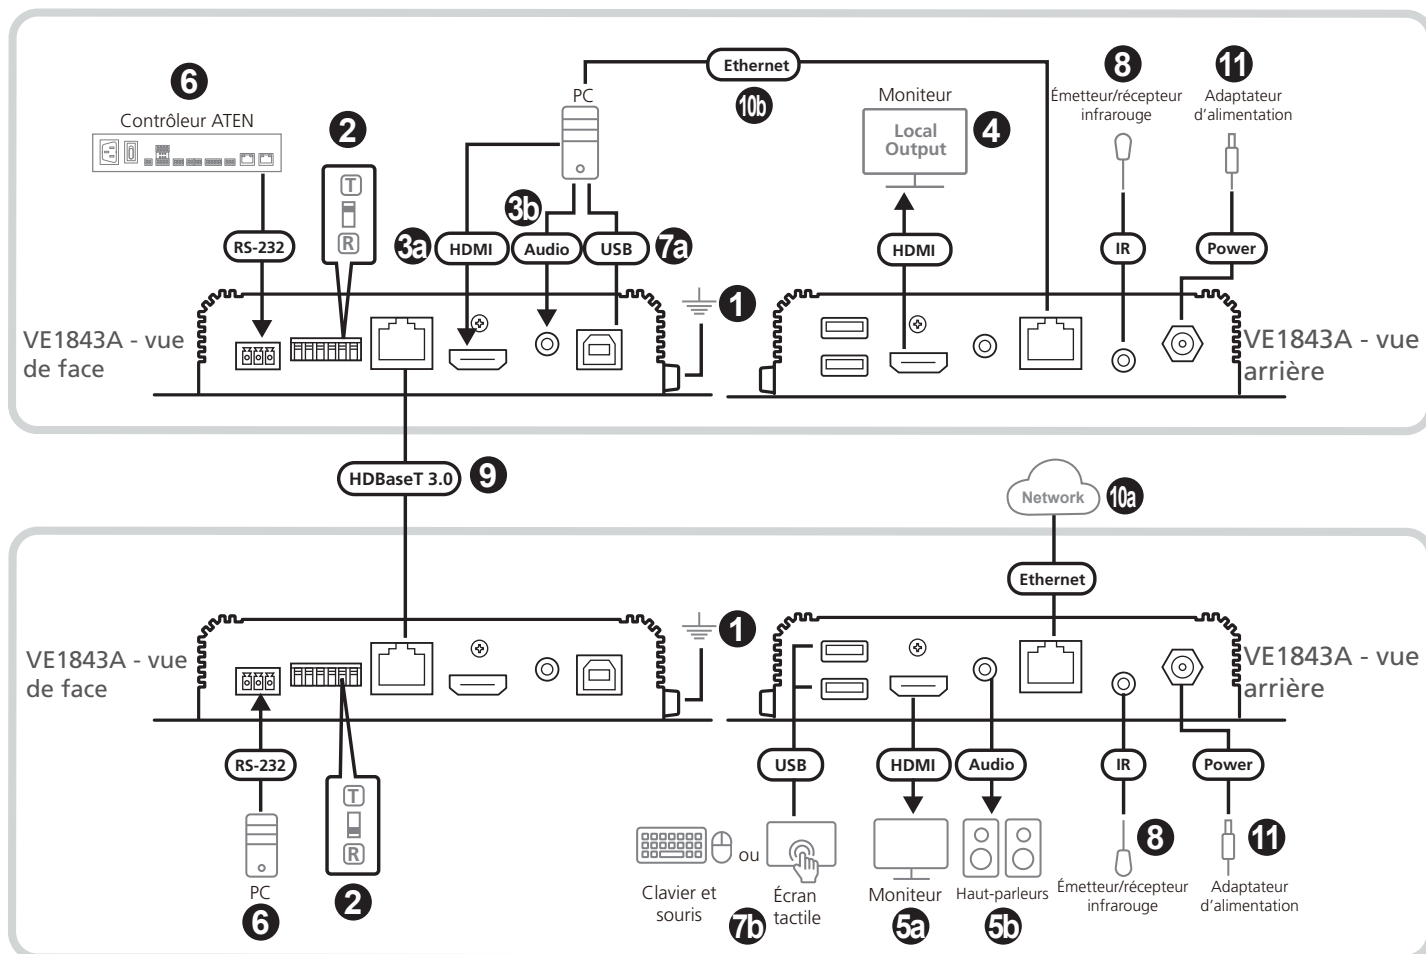 6
Contrôleur ATEN
2
T
R
RS-232
PC
Ethernet
10b
3a
HDMI
3b
Audio
USB
7a
Moniteur
Local
Output
4
HDMI
8
Émetteur/récepteur
infrarouge
IR
11
Adaptateur
d'alimentation
Power
VE1843A - vue
de face
1
VE1843A - vue
arrière
HDBaseT 3.0
9
Network
10a
Ethernet
VE1843A - vue
de face
1
VE1843A - vue
arrière
RS-232
PC
6
T
R
2
USB
HDMI
Audio
IR
Power
ou
Clavier et
souris
7b
Écran
tactile
Moniteur
5a
Haut-parleurs
5b
8
Émetteur/récepteur
infrarouge
11
Adaptateur
d'alimentation